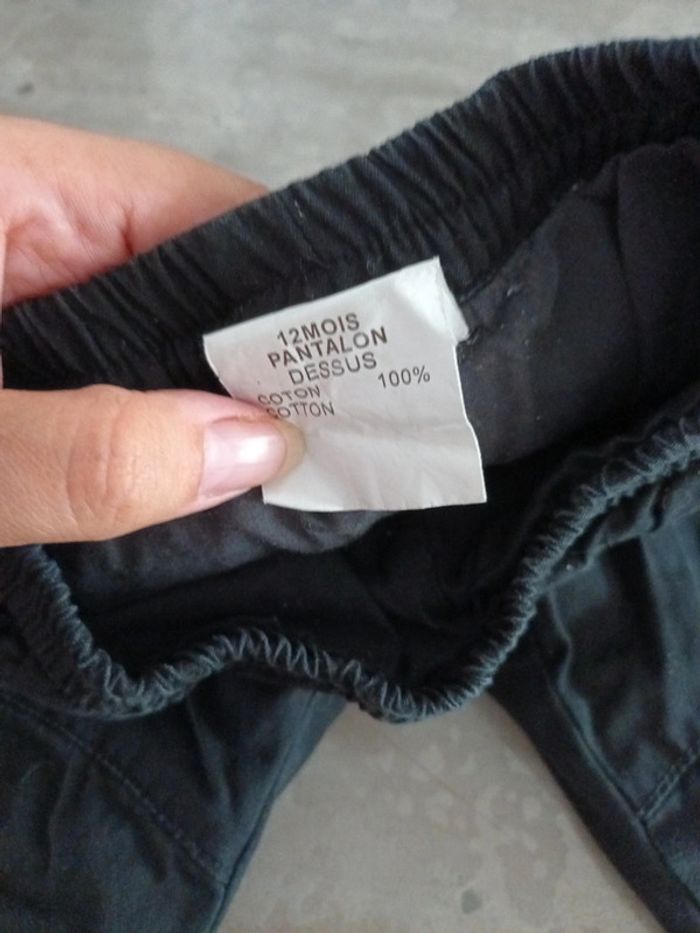 12MOIS
PANTALON
DESSUS
COTON 100%
COTTON